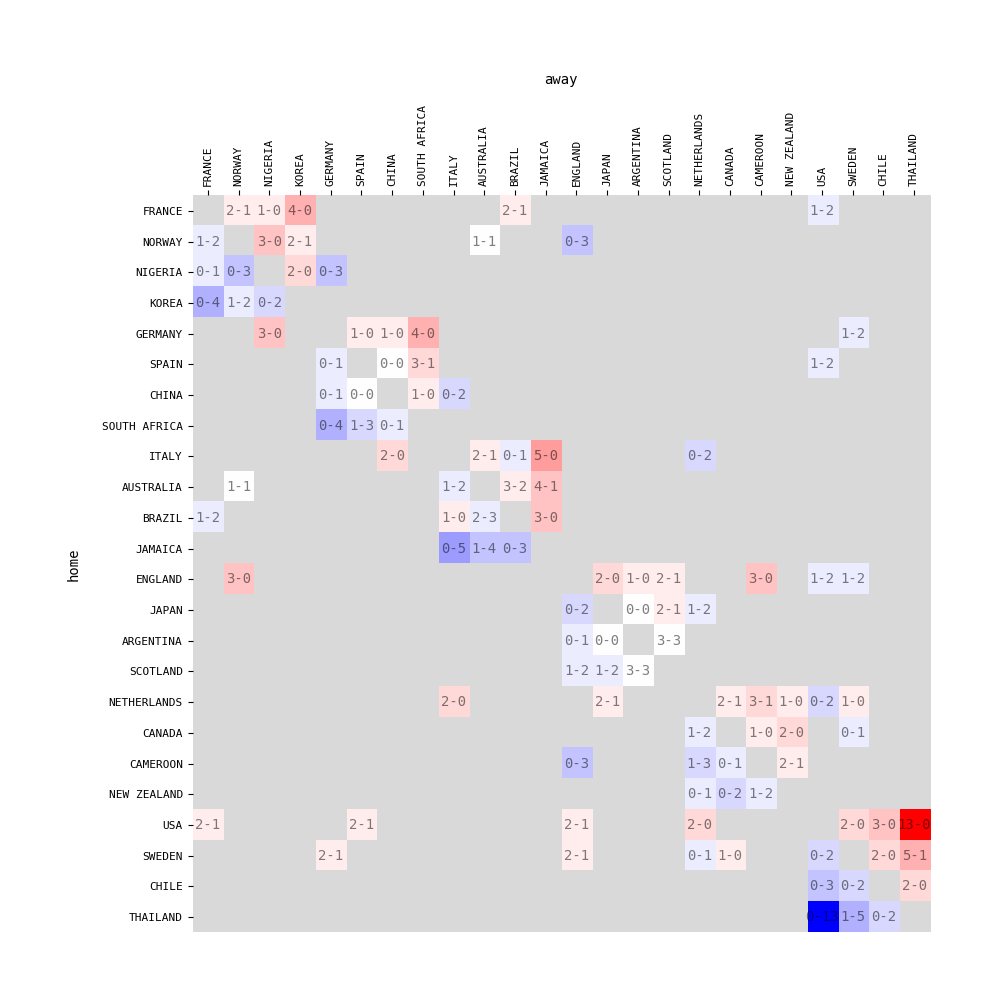 away
FRANCE NORWAY NIGERIA KOREA GERMANY SPAIN CHINA SOUTH AFRICA ITALY AUSTRALIA BRAZIL JAMAICA ENGLAND JAPAN ARGENTINA SCOTLAND NETHERLANDS CANADA CAMEROON NEW ZEALAND USA SWEDEN CHILE THAILAND
home
FRANCE 2-1 1-0 4-0 2-1 1-2
NORWAY 1-2 3-0 2-1 1-1 0-3
NIGERIA 0-1 0-3 2-0 0-3
KOREA 0-4 1-2 0-2
GERMANY 3-0 1-0 1-0 4-0 1-2
SPAIN 0-1 0-0 3-1 1-2
CHINA 0-1 0-0 1-0 0-2
SOUTH AFRICA 0-4 1-3 0-1
ITALY 2-0 2-1 0-1 5-0 0-2
AUSTRALIA 1-1 1-2 3-2 4-1
BRAZIL 1-2 1-0 2-3 3-0
JAMAICA 0-5 1-4 0-3
ENGLAND 3-0 2-0 1-0 2-1 3-0 1-2 1-2
JAPAN 0-2 0-0 2-1 1-2
ARGENTINA 0-1 0-0 3-3
SCOTLAND 1-2 1-2 3-3
NETHERLANDS 2-0 2-1 2-1 3-1 1-0 0-2 1-0
CANADA 1-2 1-0 2-0 0-1
CAMEROON 0-3 1-3 0-1 2-1
NEW ZEALAND 0-1 0-2 1-2
USA 2-1 2-1 2-1 2-0 2-0 3-0 13-0
SWEDEN 2-1 2-1 0-1 1-0 0-2 2-0 5-1
CHILE 0-3 0-2 2-0
THAILAND 0-13 1-5 0-2